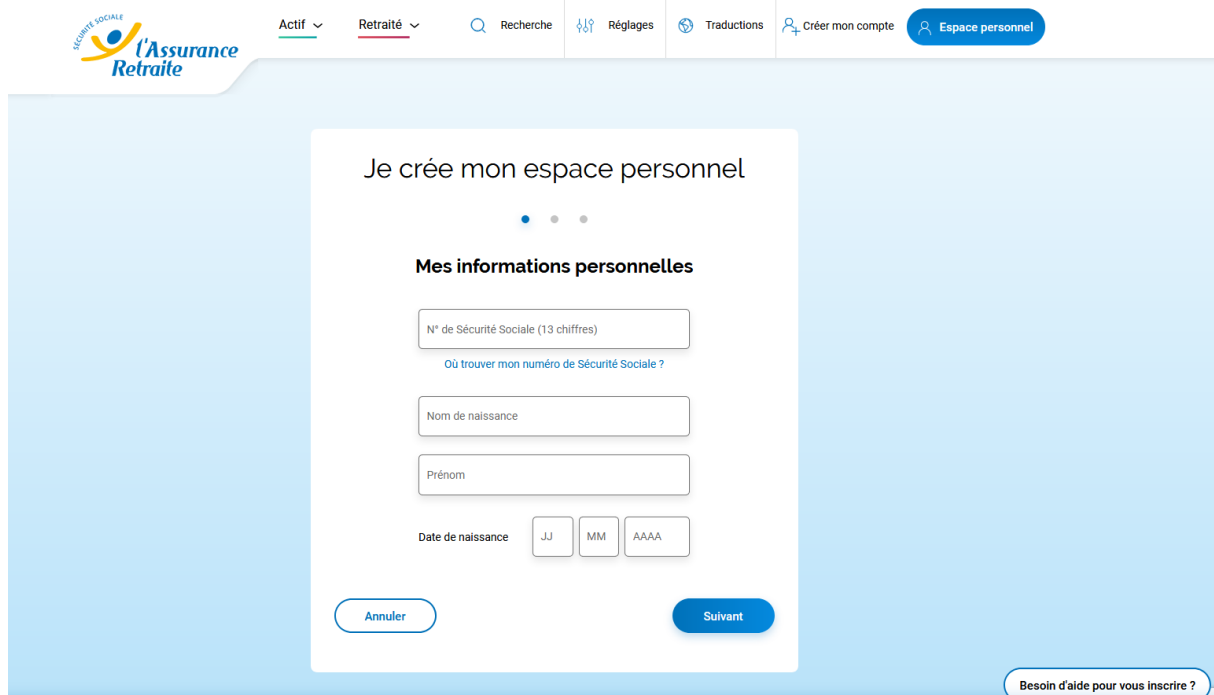 SÉCURITÉ SOCIALE
l'Assurance
Retraite
Actif
Retraité
Recherche
Réglages
Traductions
Créer mon compte
Espace personnel
Je crée mon espace personnel
Mes informations personnelles
N° de Sécurité Sociale (13 chiffres)
Où trouver mon numéro de Sécurité Sociale ?
Nom de naissance
Prénom
Date de naissance JJ MM AAAA
Annuler
Suivant
Besoin d'aide pour vous inscrire ?